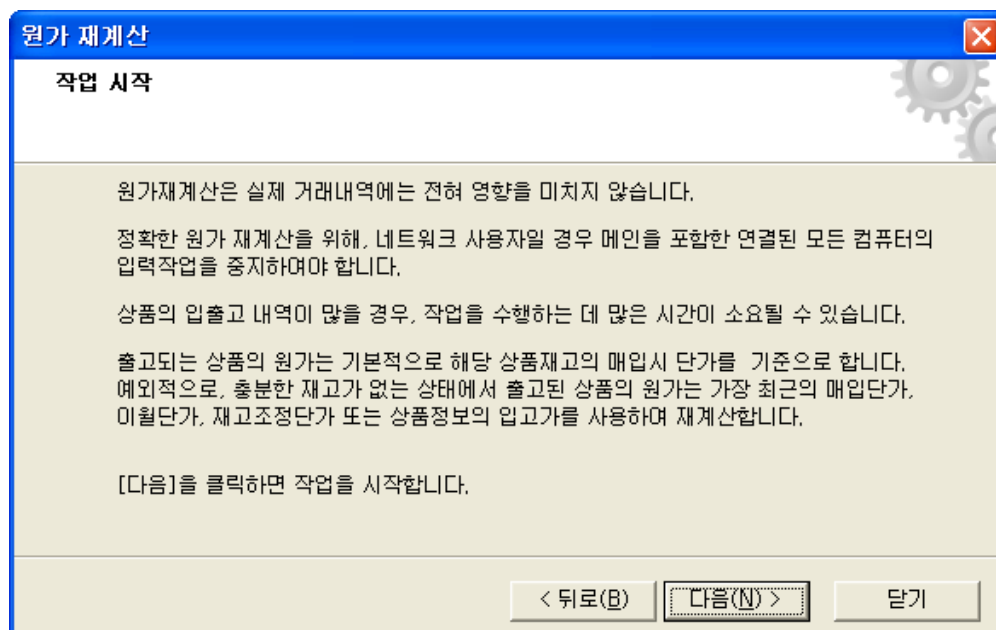 원가 재계산
작업 시작
원가재계산은 실제 거래내역에는 전혀 영향을 미치지 않습니다.
정확한 원가 재계산을 위해, 네트워크 사용자일 경우 메인을 포함한 연결된 모든 컴퓨터의
입력작업을 중지하여야 합니다.
상품의 입출고 내역이 많을 경우, 작업을 수행하는 데 많은 시간이 소요될 수 있습니다.
출고되는 상품의 원가는 기본적으로 해당 상품재고의 매입시 단가를 기준으로 합니다.
예외적으로, 충분한 재고가 없는 상태에서 출고된 상품의 원가는 가장 최근의 매입단가,
이월단가, 재고조정단가 또는 상품정보의 입고가를 사용하여 재계산합니다.
[다음]을 클릭하면 작업을 시작합니다.
< 뒤로(B) 다음(N) > 닫기